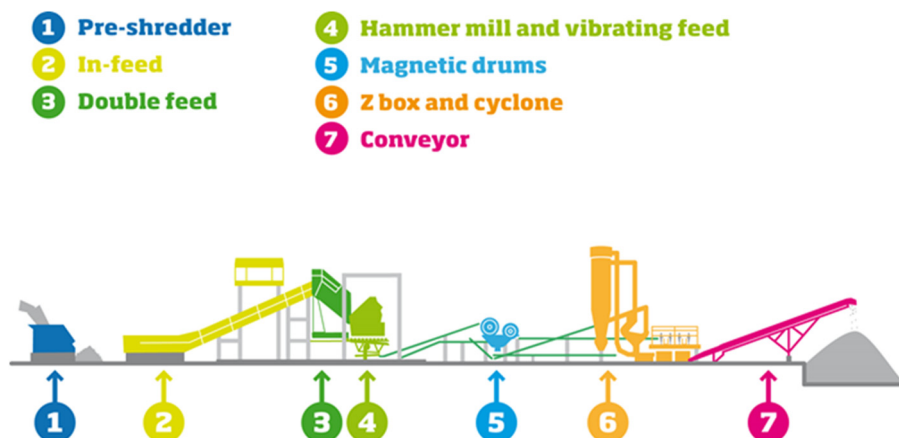 1 Pre-shredder
2 In-feed
3 Double feed
4 Hammer mill and vibrating feed
5 Magnetic drums
6 Z box and cyclone
7 Conveyor
1 2 3 4 5 6 7